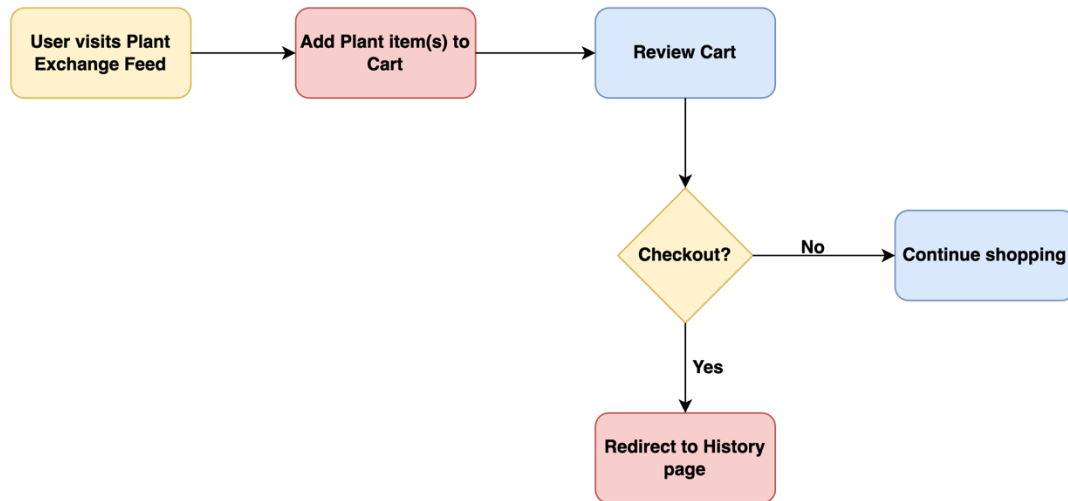 User visits Plant
Exchange Feed
Add Plant item(s) to
Cart
Review Cart
Checkout?
No
Continue shopping
Yes
Redirect to History
page